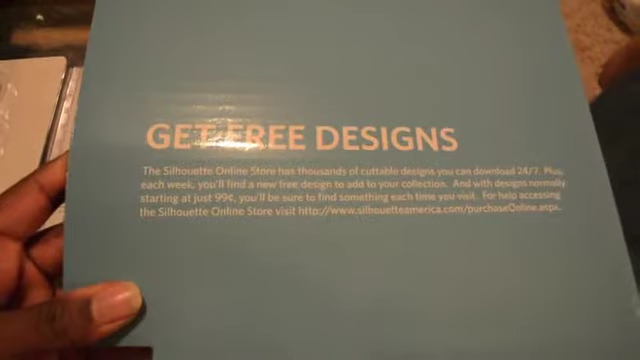 GET FREE DESIGNS
The Silhouette Online Store has thousands of cuttable designs you can download 24/7. Plus,
each week, you'll find a new free design to add to your collection. And with designs normally
starting at just 99¢, you'll be sure to find something each time you visit. For help accessing
the Silhouette Online Store visit http://www.silhouetteamerica.com/purchaseOnline.aspx.